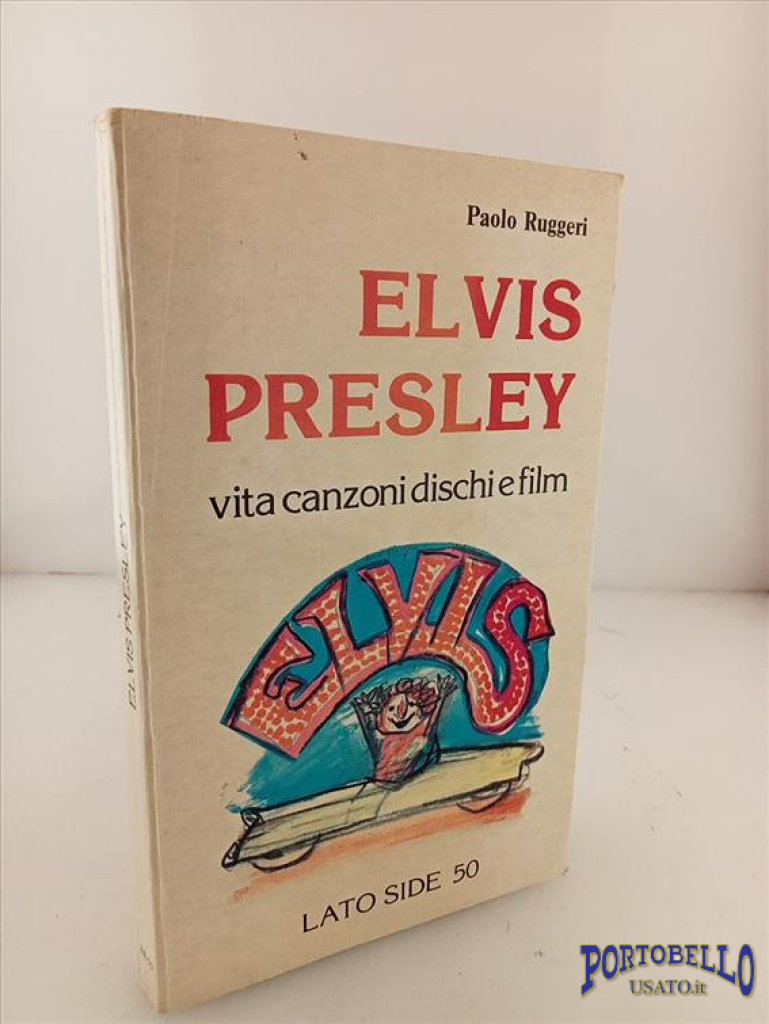 Paolo Ruggeri
ELVIS
PRESLEY
vita canzoni dischi e film
ELVIS
LATO SIDE 50
ELVIS PRESLEY
PORTOBELLO
USATO.it